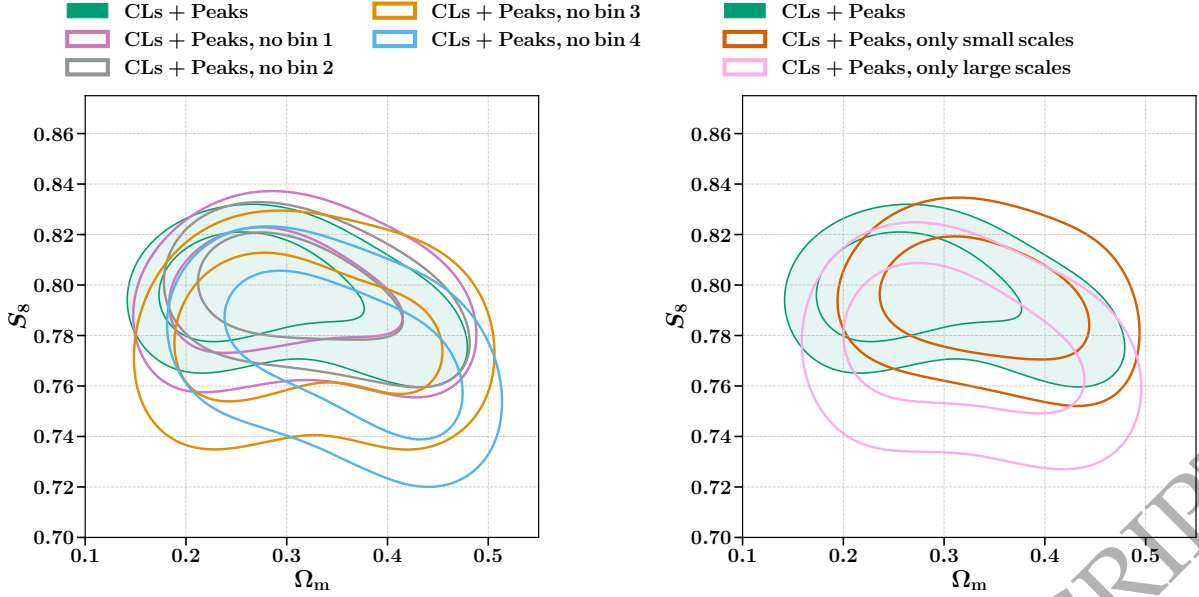 CLs + Peaks
CLs + Peaks, no bin 1
CLs + Peaks, no bin 2
CLs + Peaks, no bin 3
CLs + Peaks, no bin 4
0.86
0.84
0.82
0.80
0.78
0.76
0.74
0.72
0.70
S₈
0.1 0.2 0.3 0.4 0.5
Ωₘ
CLs + Peaks
CLs + Peaks, only small scales
CLs + Peaks, only large scales
0.86
0.84
0.82
0.80
0.78
0.76
0.74
0.72
0.70
S₈
0.1 0.2 0.3 0.4 0.5
Ωₘ